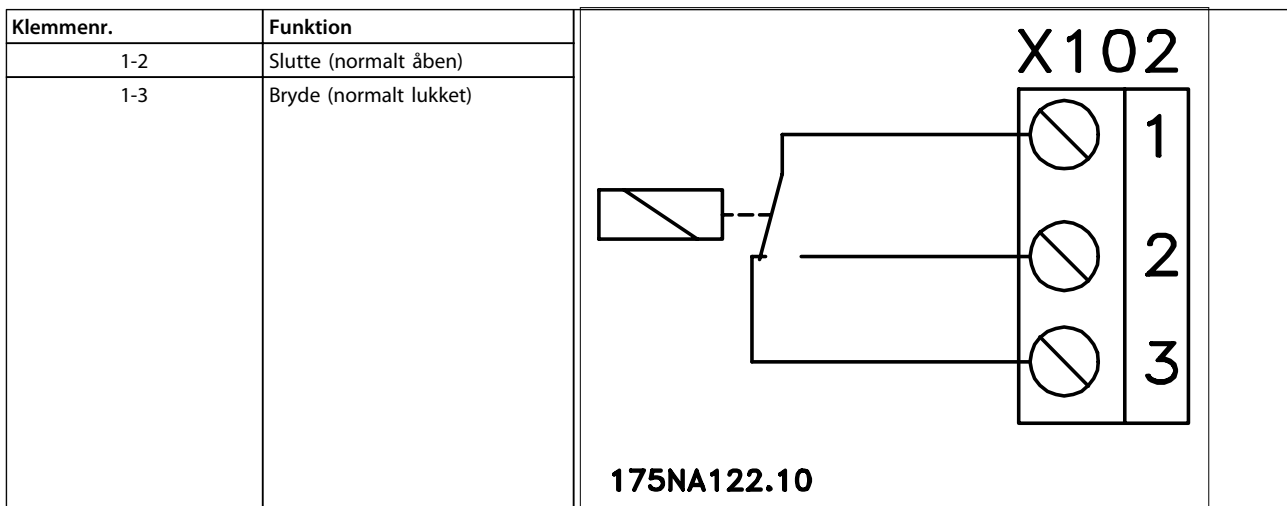 Klemmenr. Funktion
1-2 Slutte (normalt åben)
1-3 Bryde (normalt lukket)
X102
1
2
3
175NA122.10